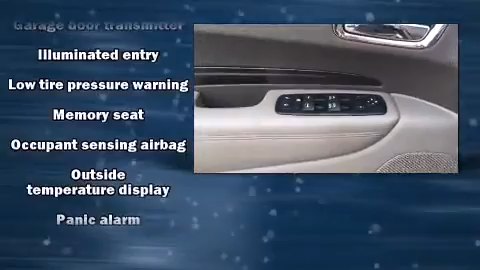 Garage door transmitter
Illuminated entry
Low tire pressure warning
Memory seat
Occupant sensing airbag
Outside
temperature display
Panic alarm